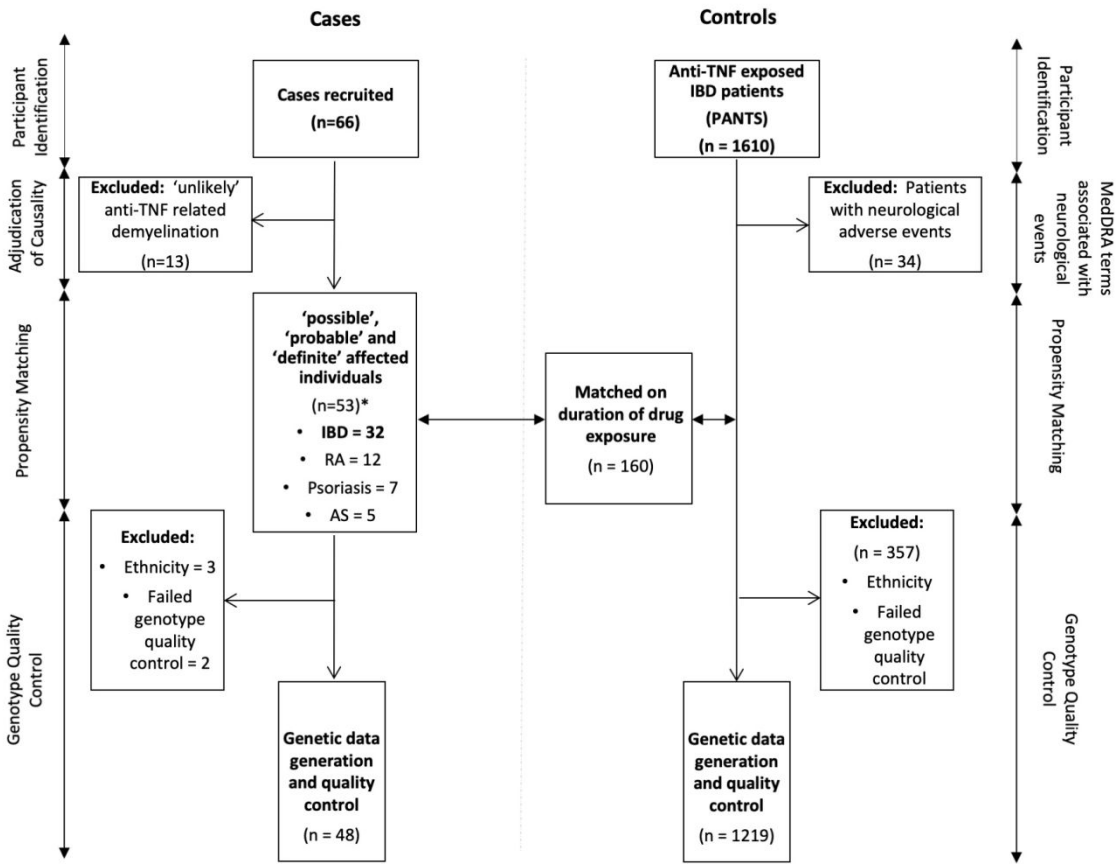 Cases
Controls
Participant
Identification
Cases recruited
(n=66)
Anti-TNF exposed
IBD patients
(PANTS)
(n = 1610)
Participant
Identification
Adjudication
of Causality
Excluded: ‘unlikely’
anti-TNF related
demyelination
(n=13)
Excluded: Patients
with neurological
adverse events
(n= 34)
MedDRA terms
associated with
neurological
events
Propensity Matching
‘possible’,
‘probable’ and
‘definite’ affected
individuals
(n=53)*
• IBD = 32
• RA = 12
• Psoriasis = 7
• AS = 5
Matched on
duration of drug
exposure
(n = 160)
Propensity Matching
Genotype Quality
Control
Excluded:
• Ethnicity = 3
• Failed
genotype
quality
control = 2
Excluded:
(n = 357)
• Ethnicity
• Failed
genotype
quality
control
Genotype Quality
Control
Genetic data
generation
and quality
control
(n = 48)
Genetic data
generation
and quality
control
(n = 1219)